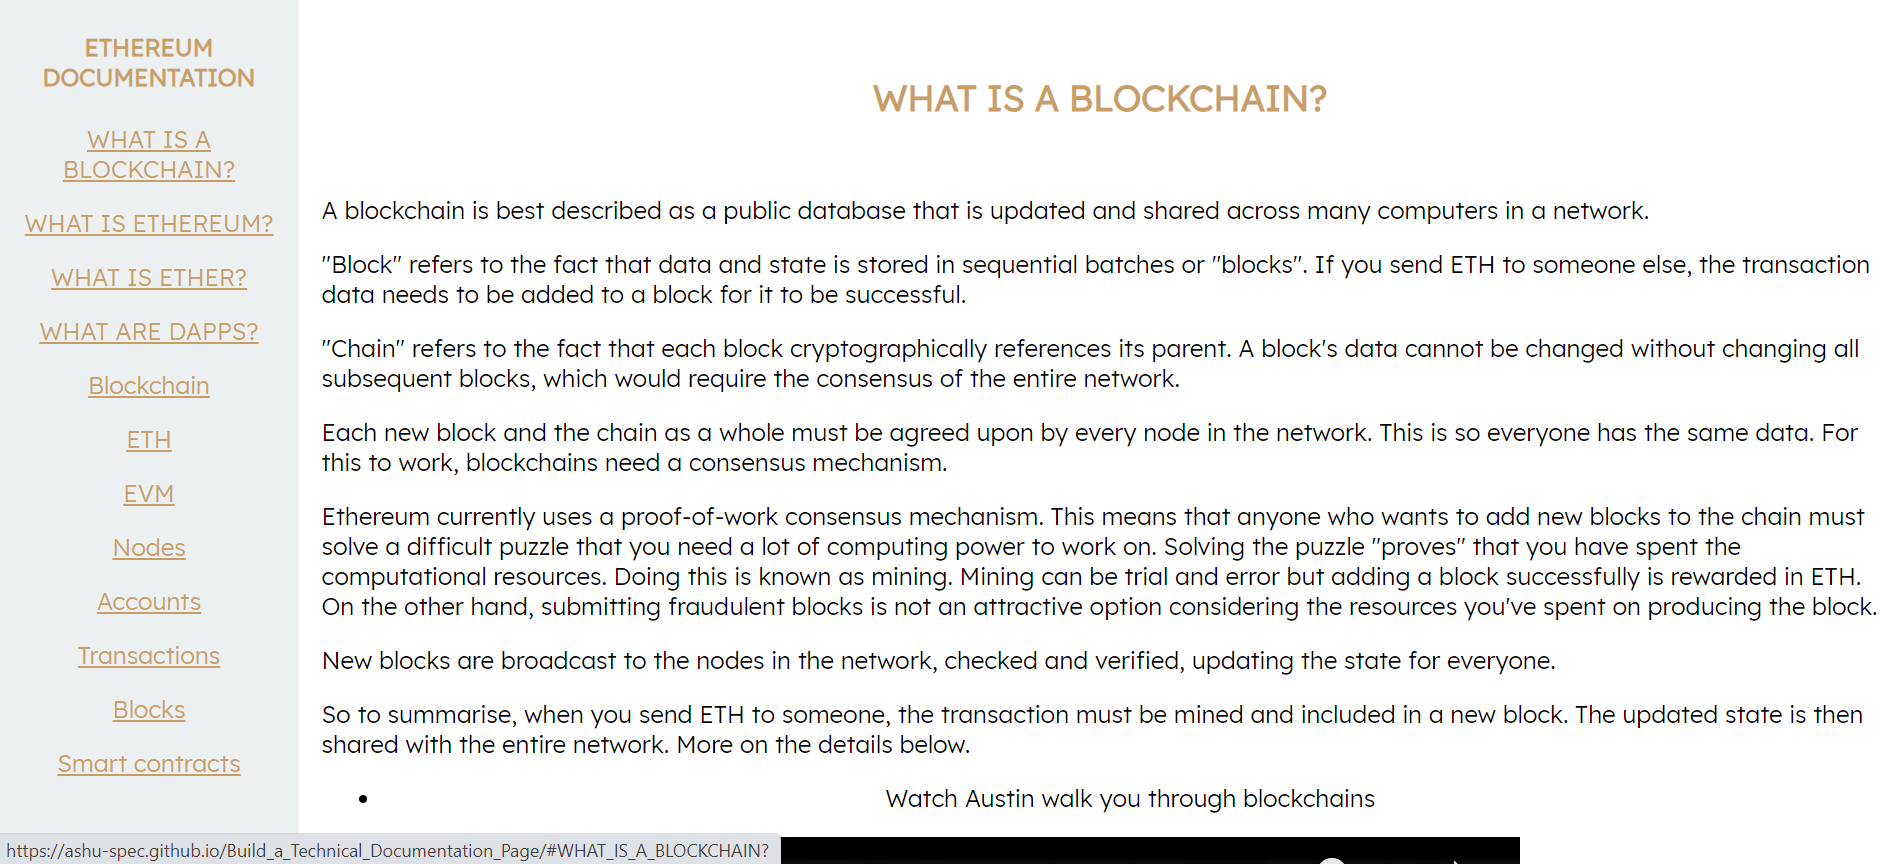 ETHEREUM
DOCUMENTATION
WHAT IS A
BLOCKCHAIN?
WHAT IS ETHEREUM?
WHAT IS ETHER?
WHAT ARE DAPPS?
Blockchain
ETH
EVM
Nodes
Accounts
Transactions
Blocks
Smart contracts
WHAT IS A BLOCKCHAIN?
A blockchain is best described as a public database that is updated and shared across many computers in a network.
"Block" refers to the fact that data and state is stored in sequential batches or "blocks". If you send ETH to someone else, the transaction
data needs to be added to a block for it to be successful.
"Chain" refers to the fact that each block cryptographically references its parent. A block's data cannot be changed without changing all
subsequent blocks, which would require the consensus of the entire network.
Each new block and the chain as a whole must be agreed upon by every node in the network. This is so everyone has the same data. For
this to work, blockchains need a consensus mechanism.
Ethereum currently uses a proof-of-work consensus mechanism. This means that anyone who wants to add new blocks to the chain must
solve a difficult puzzle that you need a lot of computing power to work on. Solving the puzzle "proves" that you have spent the
computational resources. Doing this is known as mining. Mining can be trial and error but adding a block successfully is rewarded in ETH.
On the other hand, submitting fraudulent blocks is not an attractive option considering the resources you've spent on producing the block.
New blocks are broadcast to the nodes in the network, checked and verified, updating the state for everyone.
So to summarise, when you send ETH to someone, the transaction must be mined and included in a new block. The updated state is then
shared with the entire network. More on the details below.
• Watch Austin walk you through blockchains
https://ashu-spec.github.io/Build_a_Technical_Documentation_Page/#WHAT_IS_A_BLOCKCHAIN?